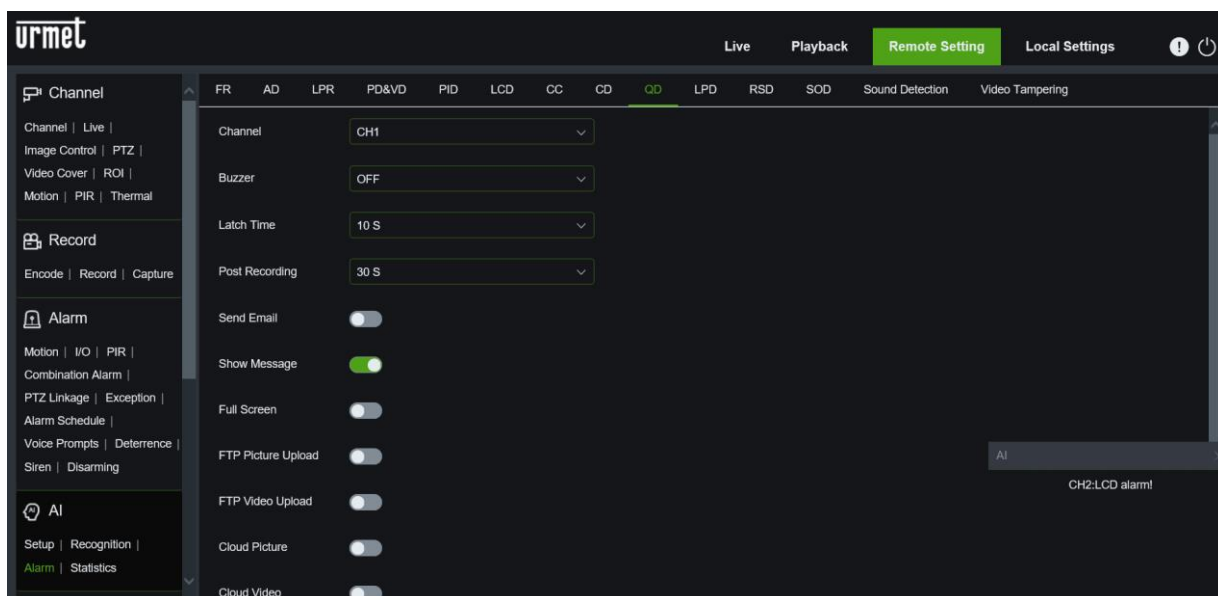 urmet
Live Playback Remote Setting Local Settings
Channel
Channel | Live |
Image Control | PTZ |
Video Cover | ROI |
Motion | PIR | Thermal
Record
Encode | Record | Capture
Alarm
Motion | I/O | PIR |
Combination Alarm |
PTZ Linkage | Exception |
Alarm Schedule |
Voice Prompts | Deterrence |
Siren | Disarming
AI
Setup | Recognition |
Alarm | Statistics
FR AD LPR PD&VD PID LCD CC CD QD LPD RSD SOD Sound Detection Video Tampering
Channel CH1
Buzzer OFF
Latch Time 10 S
Post Recording 30 S
Send Email
Show Message
Full Screen
FTP Picture Upload
FTP Video Upload
Cloud Picture
Cloud Video
AI
CH2:LCD alarm!